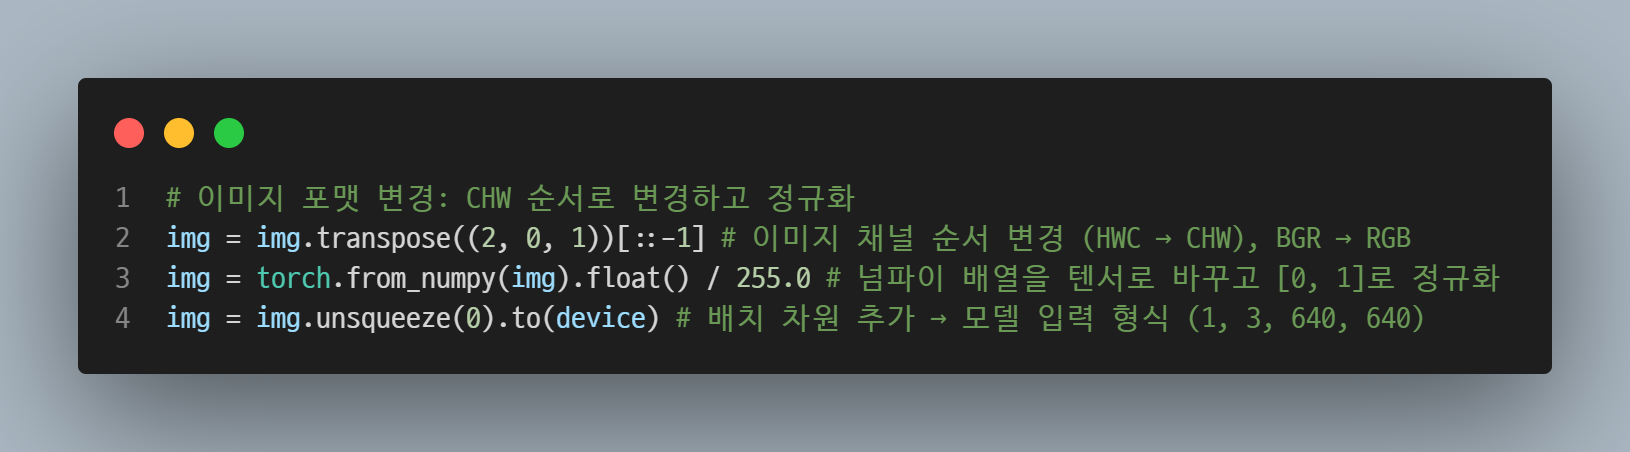 1 # 이미지 포맷 변경: CHW 순서로 변경하고 정규화
2 img = img.transpose((2, 0, 1))[::-1] # 이미지 채널 순서 변경 (HWC → CHW), BGR → RGB
3 img = torch.from_numpy(img).float() / 255.0 # 넘파이 배열을 텐서로 바꾸고 [0, 1]로 정규화
4 img = img.unsqueeze(0).to(device) # 배치 차원 추가 → 모델 입력 형식 (1, 3, 640, 640)